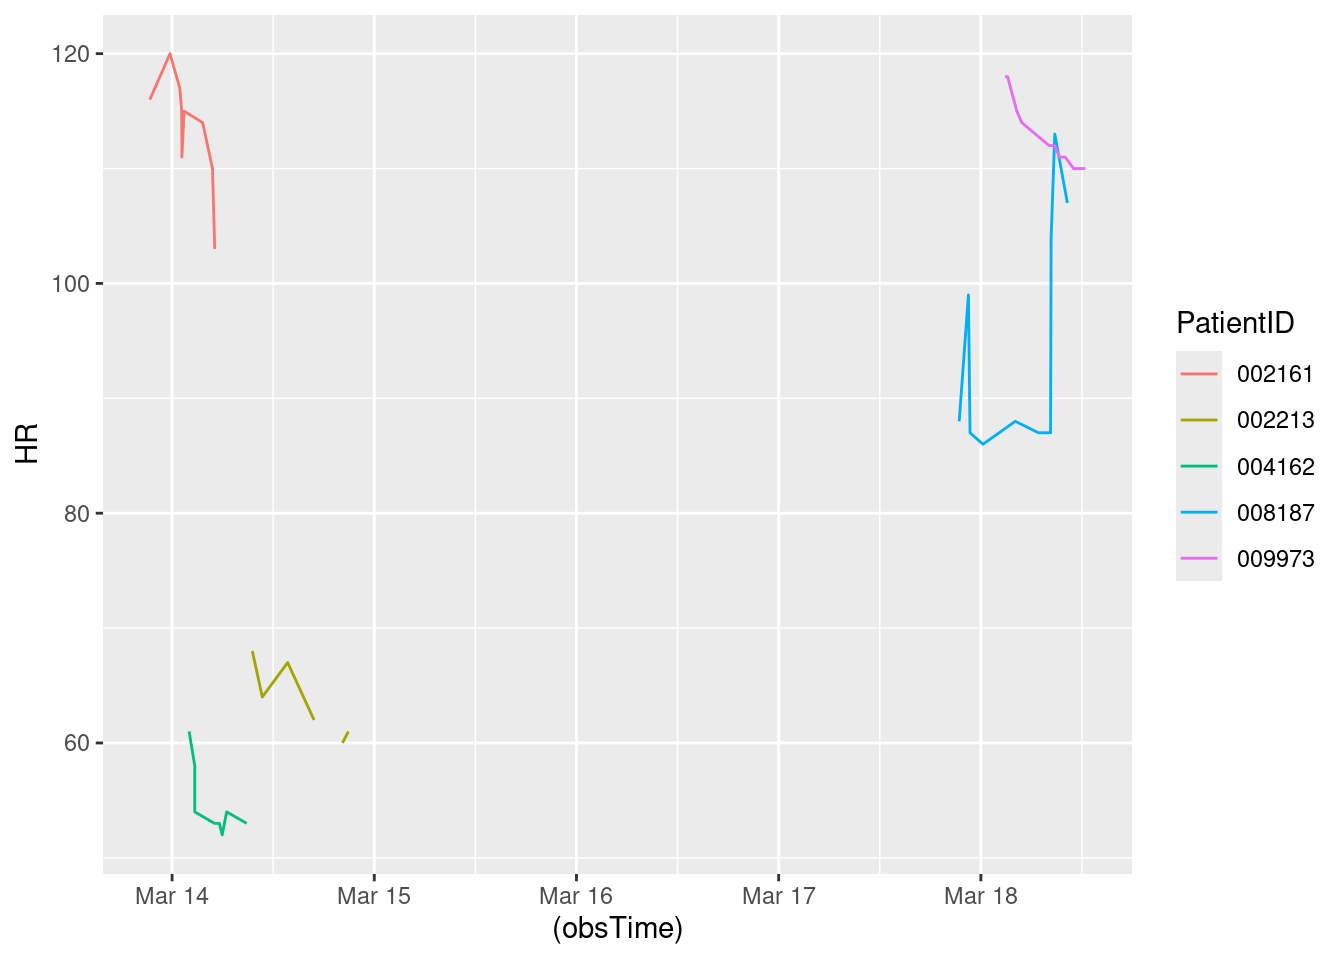 120
100
80
60
HR
Mar 14
Mar 15
Mar 16
Mar 17
Mar 18
(obsTime)
PatientID
002161
002213
004162
008187
009973